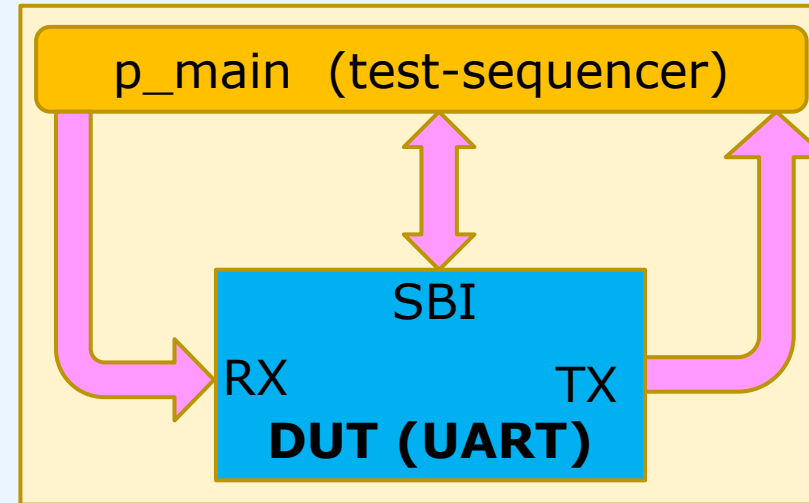 p_main (test-sequencer)
SBI
RX
TX
DUT (UART)